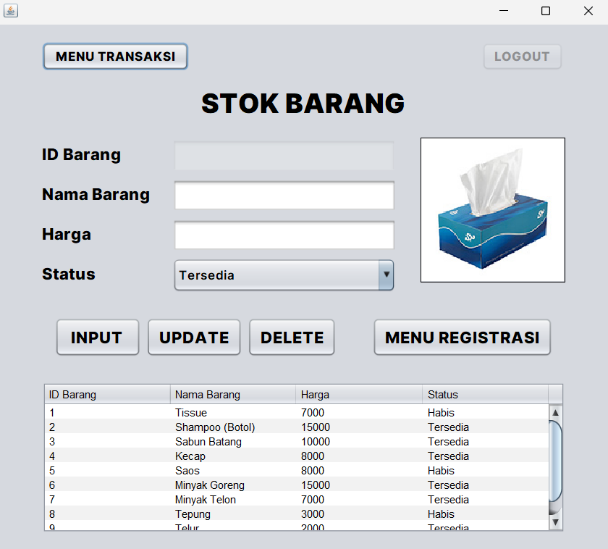 MENU TRANSAKSI LOGOUT
STOK BARANG
ID Barang
Nama Barang
Harga
Status Tersedia
INPUT UPDATE DELETE MENU REGISTRASI
ID Barang Nama Barang Harga Status
1 Tissue 7000 Habis
2 Shampoo (Botol) 15000 Tersedia
3 Sabun Batang 10000 Tersedia
4 Kecap 8000 Tersedia
5 Saos 8000 Habis
6 Minyak Goreng 15000 Tersedia
7 Minyak Telon 7000 Tersedia
8 Tepung 3000 Habis
9 Telur 2000 Tersedia